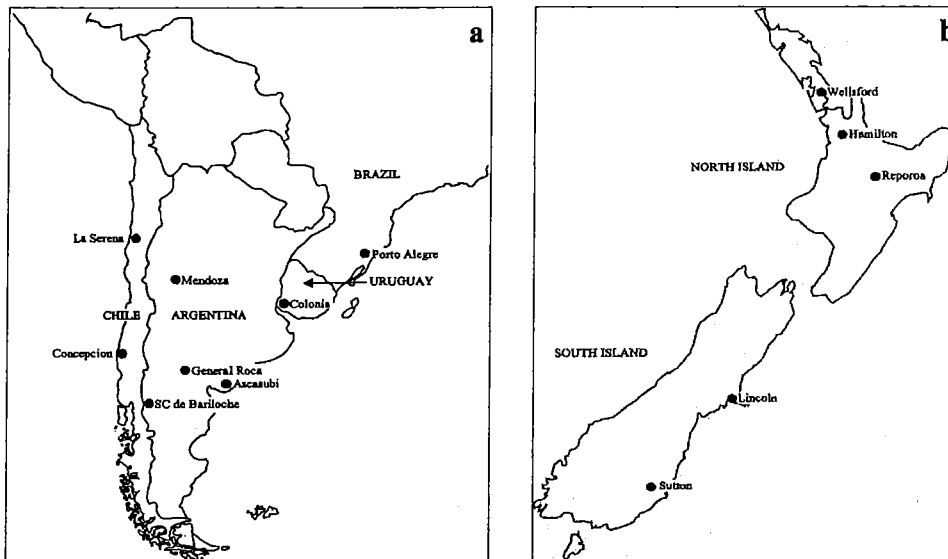 a
BRAZIL
La Serena
Porto Alegre
Mendoza
URUGUAY
Colonia
CHILE
ARGENTINA
Concepcion
General Roca
Ascasubi
SC de Bariloche
b
Wellsford
Hamilton
NORTH ISLAND
Reporoa
SOUTH ISLAND
Lincoln
Sutton